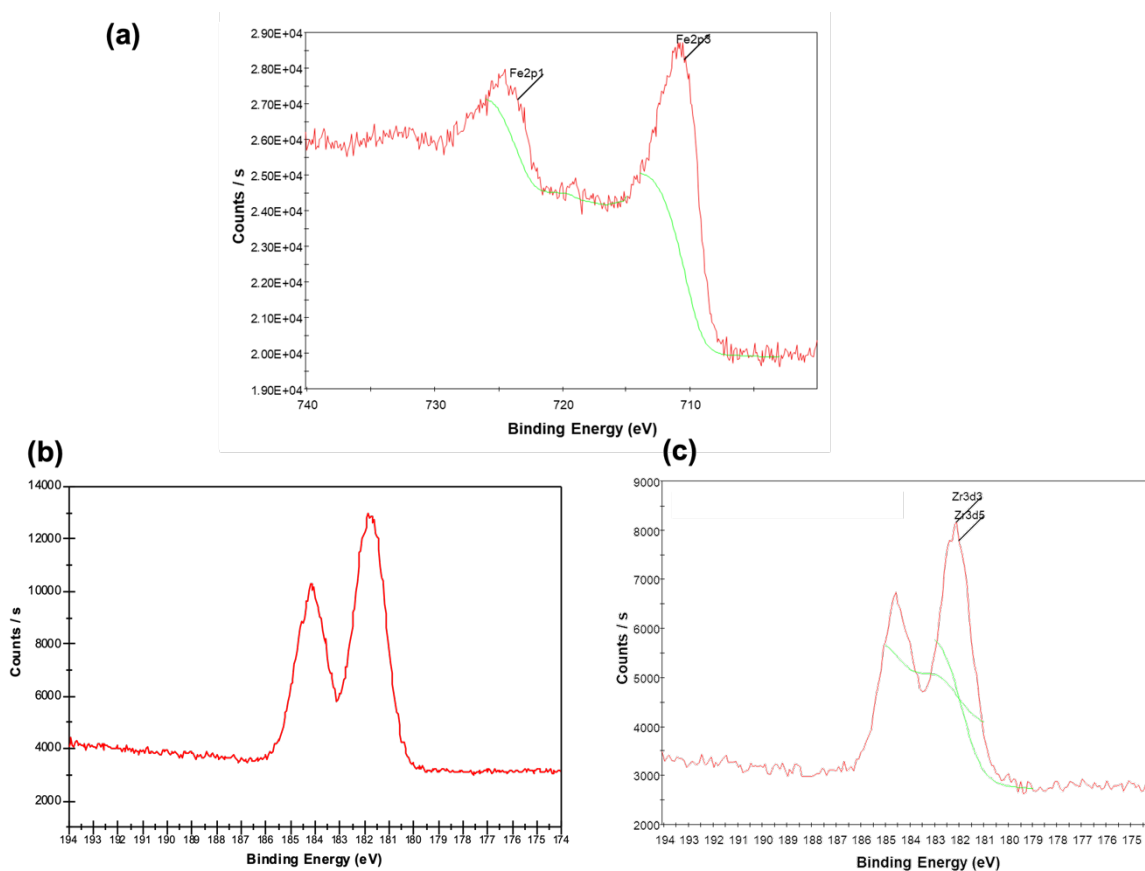 (a)
2.90E+04
2.80E+04
2.70E+04
2.60E+04
2.50E+04
2.40E+04
2.30E+04
2.20E+04
2.10E+04
2.00E+04
1.90E+04
Counts / s
Fe2p1
Fe2p3
740 730 720 710
Binding Energy (eV)
(b)
14000
12000
10000
8000
6000
4000
2000
Counts / s
194 193 192 191 190 189 188 187 186 185 184 183 182 181 180 179 178 177 176 175 174
Binding Energy (eV)
(c)
9000
8000
7000
6000
5000
4000
3000
2000
Counts / s
Zr3d3
Zr3d5
194 193 192 191 190 189 188 187 186 185 184 183 182 181 180 179 178 177 176 175
Binding Energy (eV)